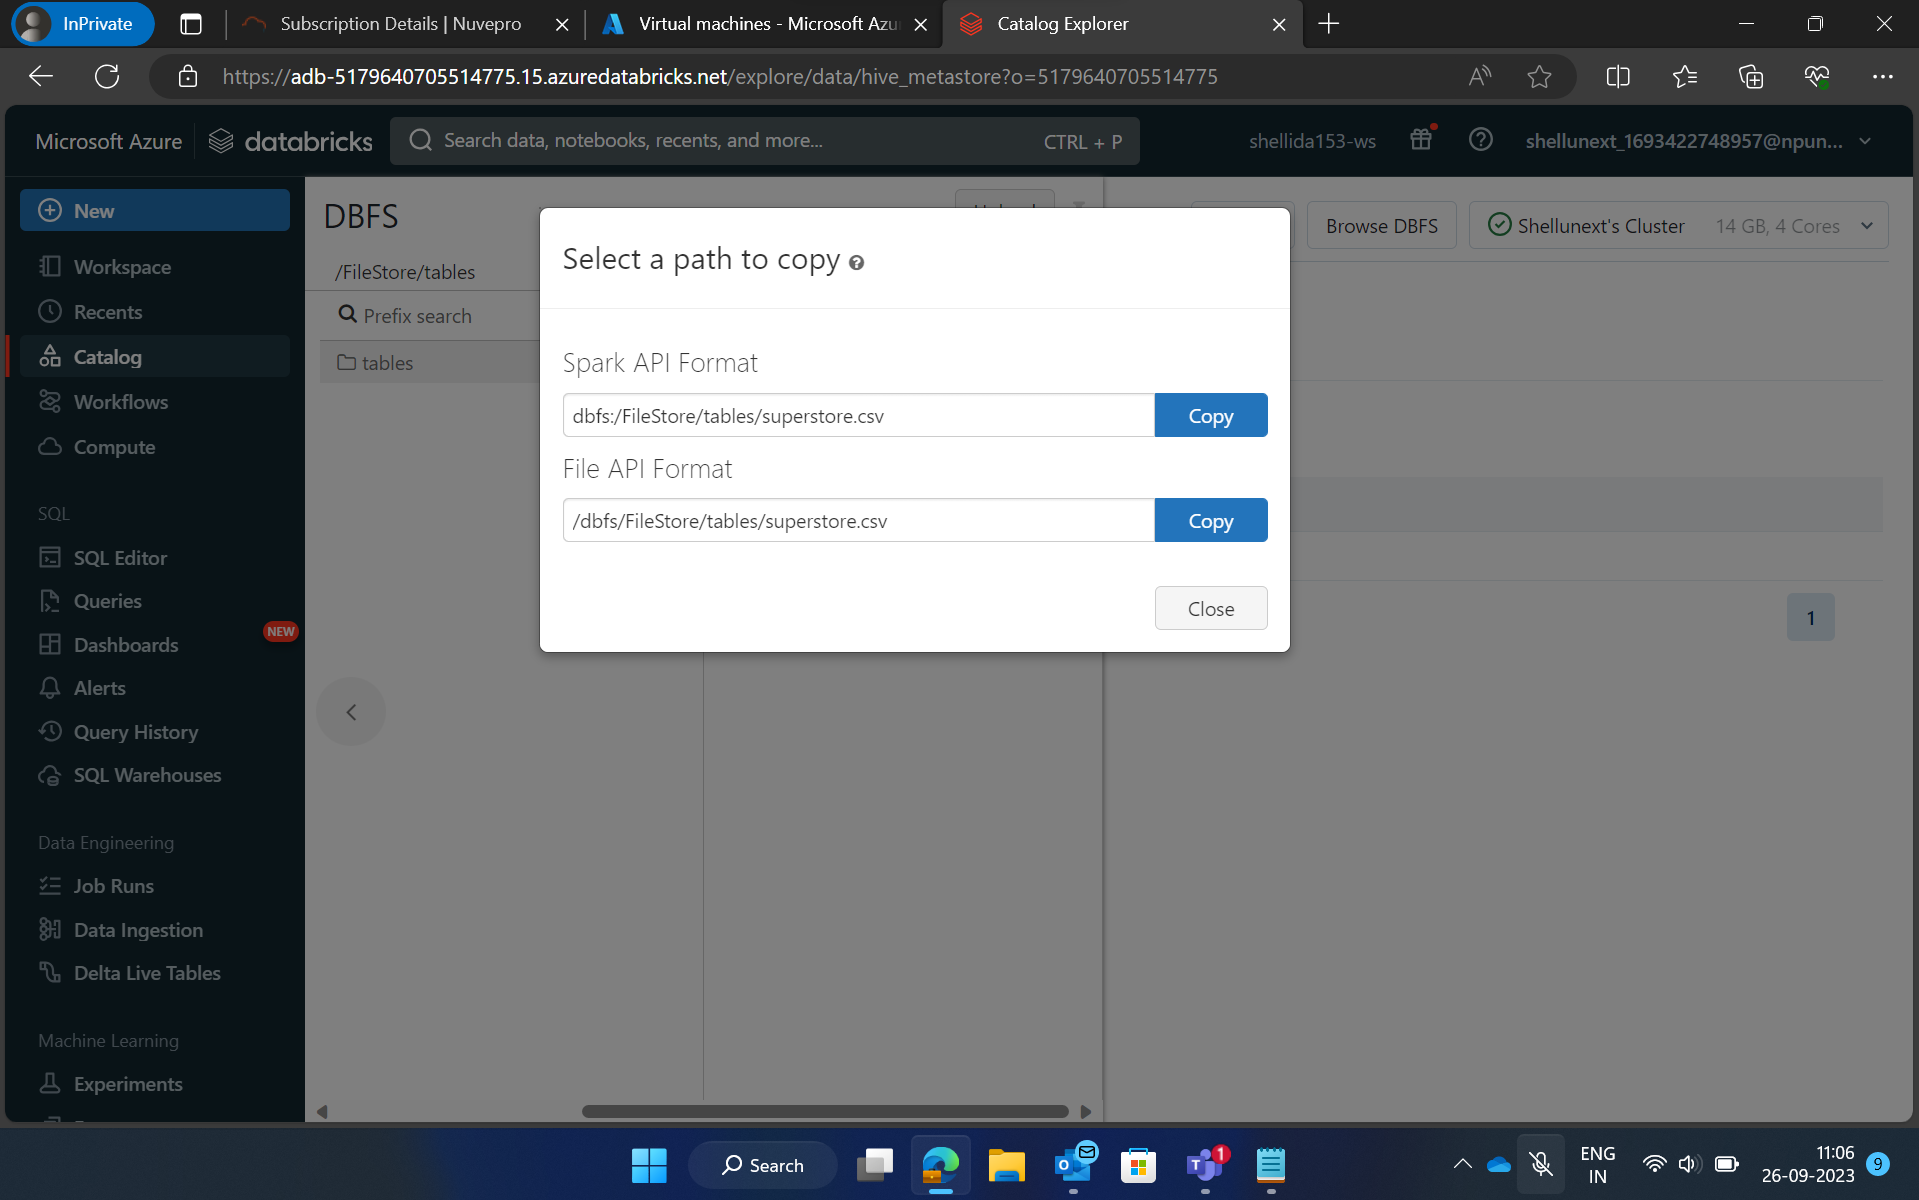 InPrivate
Subscription Details | Nuvepro
Virtual machines - Microsoft Azu
Catalog Explorer
https://adb-5179640705514775.15.azuredatabricks.net/explore/data/hive_metastore?o=5179640705514775
Microsoft Azure
databricks
Search data, notebooks, recents, and more...
CTRL + P
shellida153-ws
shellunext_1693422748957@npun...
New
Workspace
Recents
Catalog
Workflows
Compute
SQL
SQL Editor
Queries
Dashboards
NEW
Alerts
Query History
SQL Warehouses
Data Engineering
Job Runs
Data Ingestion
Delta Live Tables
Machine Learning
Experiments
DBFS
/FileStore/tables
Prefix search
tables
Browse DBFS
Shellunext's Cluster
14 GB, 4 Cores
1
Select a path to copy
Spark API Format
dbfs:/FileStore/tables/superstore.csv
Copy
File API Format
/dbfs/FileStore/tables/superstore.csv
Copy
Close
Search
1
ENG
IN
11:06
26-09-2023
9